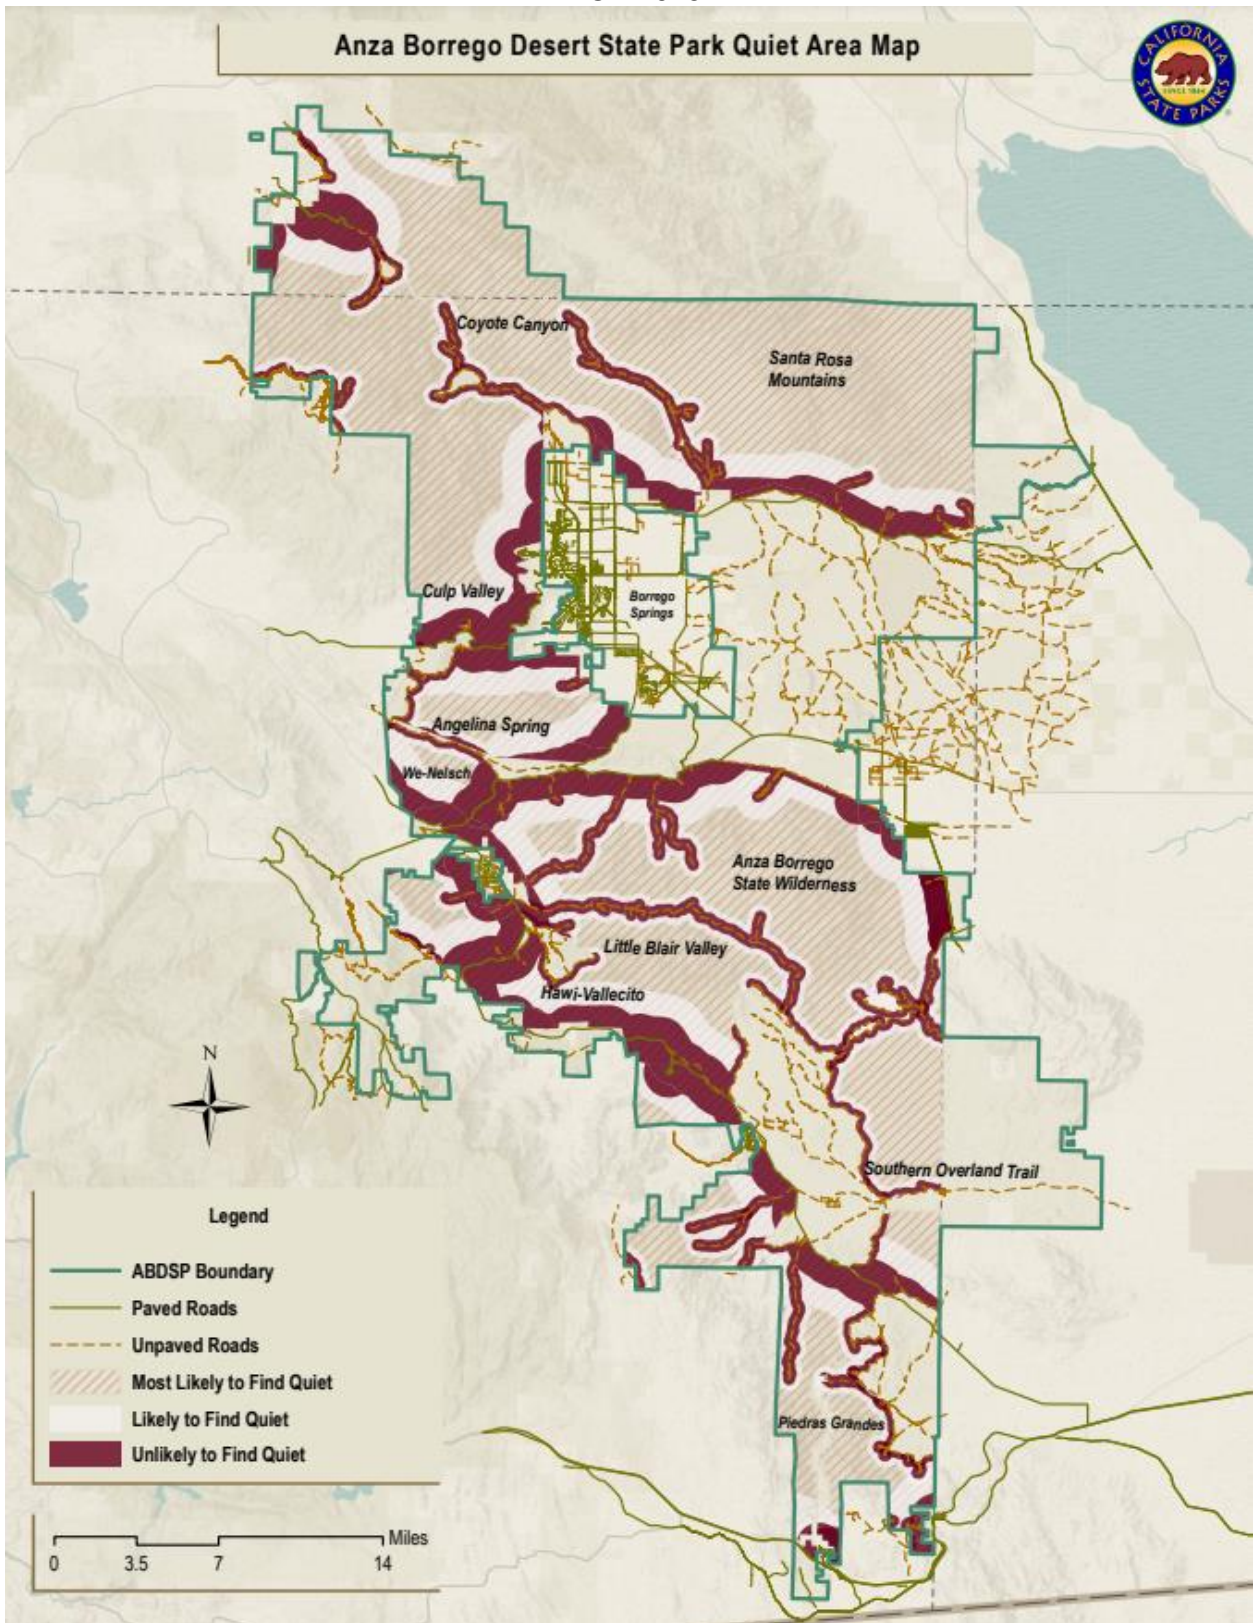 Anza Borrego Desert State Park Quiet Area Map
CALIFORNIA
SINCE 1864
STATE PARKS
Coyote Canyon
Santa Rosa
Mountains
Culp Valley
Borrego
Springs
Angelina Spring
We-Nelsch
Anza Borrego
State Wilderness
Little Blair Valley
Hawi-Vallecito
N
Southern Overland Trail
Piedras Grandes
Legend
ABDSP Boundary
Paved Roads
Unpaved Roads
Most Likely to Find Quiet
Likely to Find Quiet
Unlikely to Find Quiet
Miles
0 3.5 7 14